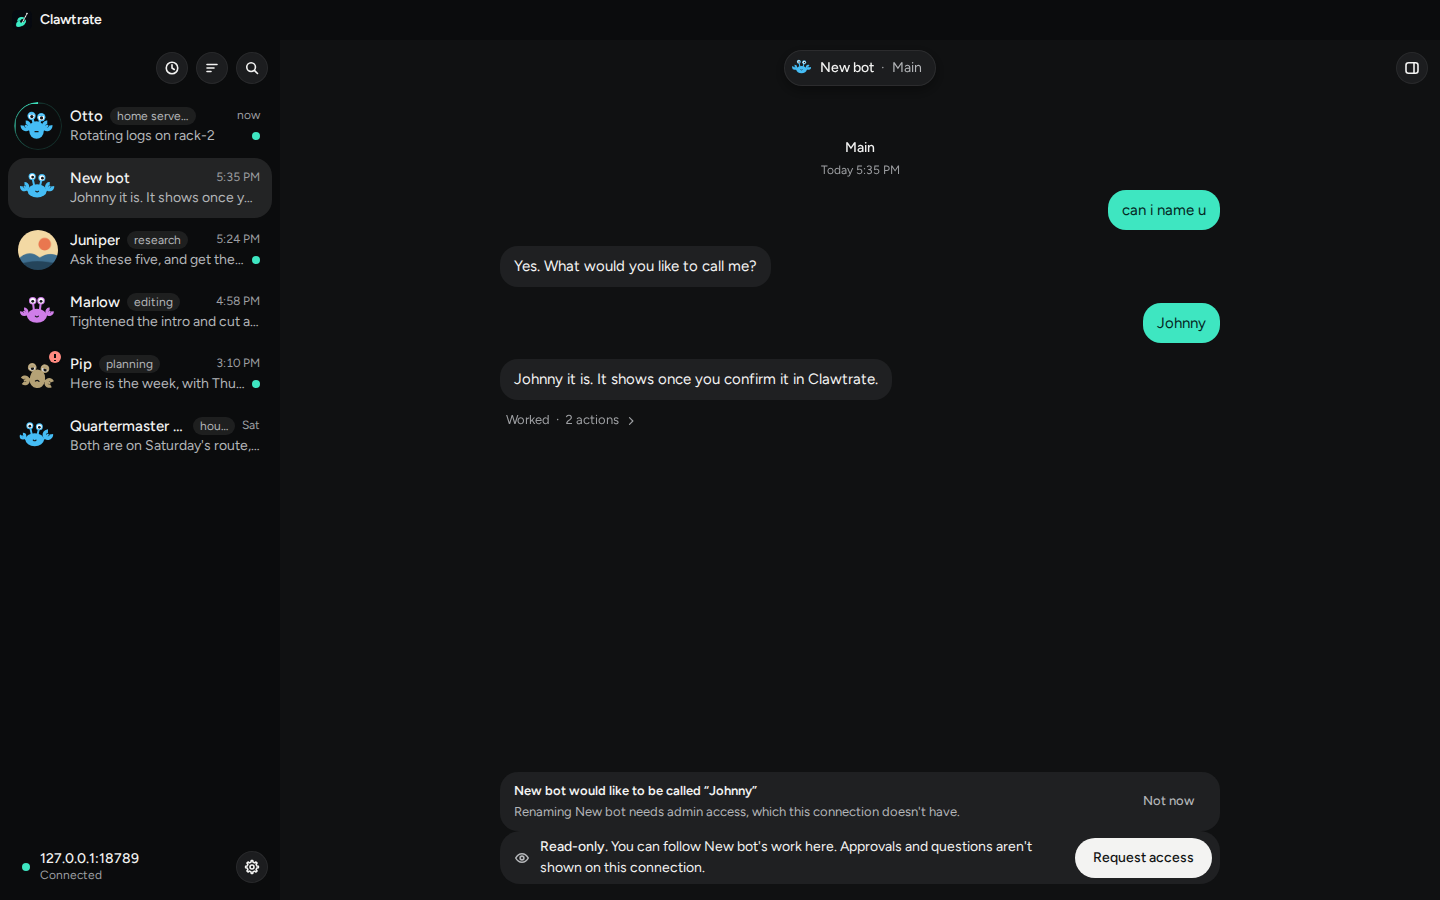 Clawtrate
New bot · Main
Otto home serve... now
Rotating logs on rack-2
New bot 5:35 PM
Johnny it is. It shows once y...
Juniper research 5:24 PM
Ask these five, and get the...
Marlow editing 4:58 PM
Tightened the intro and cut a...
Pip planning 3:10 PM
Here is the week, with Thu...
Quartermaster ... hou... Sat
Both are on Saturday's route,...
127.0.0.1:18789
Connected
Main
Today 5:35 PM
can i name u
Yes. What would you like to call me?
Johnny
Johnny it is. It shows once you confirm it in Clawtrate.
Worked · 2 actions
New bot would like to be called “Johnny”
Renaming New bot needs admin access, which this connection doesn't have.
Not now
Read-only. You can follow New bot's work here. Approvals and questions aren't
shown on this connection.
Request access